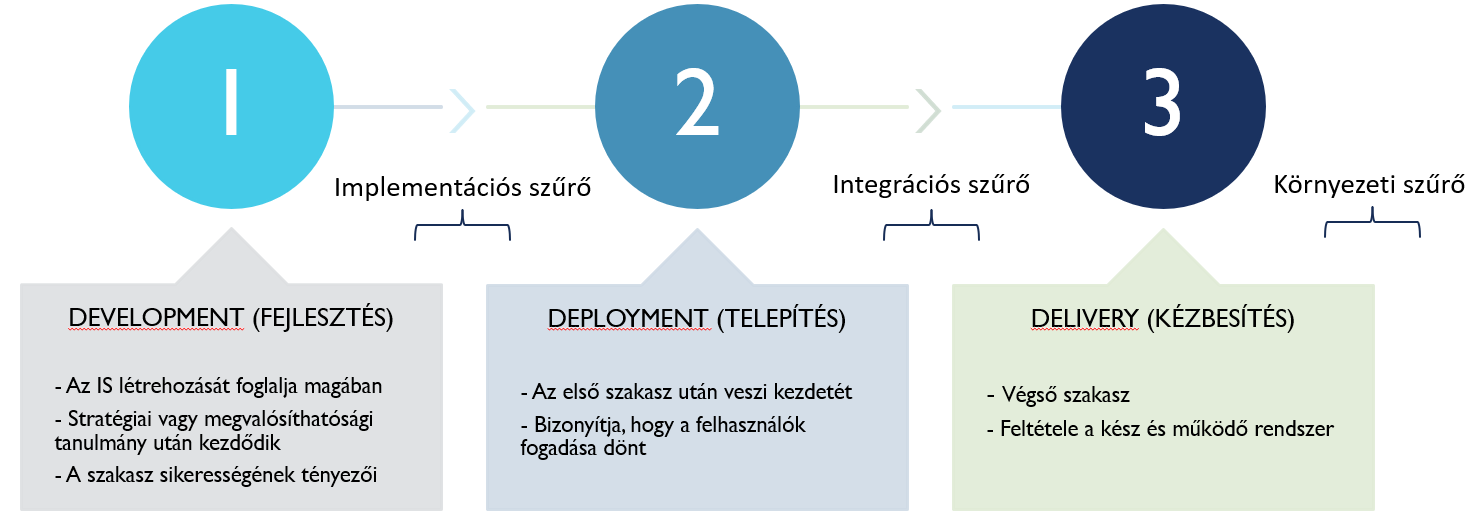 1
2
3
Implementációs szűrő
Integrációs szűrő
Környezeti szűrő
DEVELOPMENT (FEJLESZTÉS)
- Az IS létrehozását foglalja magában
- Stratégiai vagy megvalósíthatósági
tanulmány után kezdődik
- A szakasz sikerességének tényezői
DEPLOYMENT (TELEPÍTÉS)
- Az első szakasz után veszi kezdetét
- Bizonyítja, hogy a felhasználók
fogadása dönt
DELIVERY (KÉZBESÍTÉS)
- Végső szakasz
- Feltétele a kész és működő rendszer